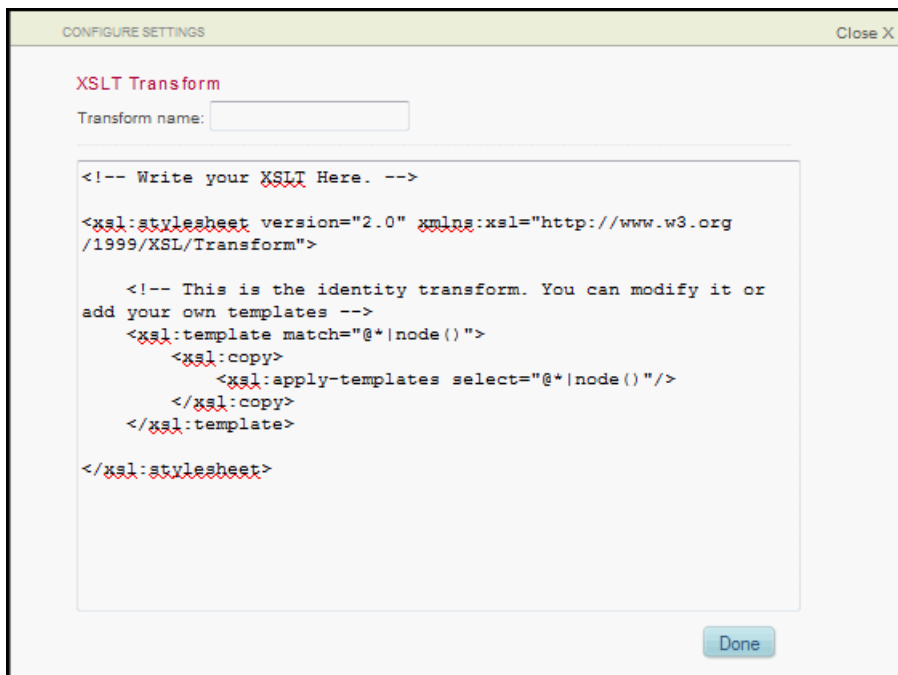 CONFIGURE SETTINGS
Close X
XSLT Transform
Transform name:
<!-- Write your XSLT Here. -->
<xsl:stylesheet version="2.0" xmlns:xsl="http://www.w3.org
/1999/XSL/Transform">
    <!-- This is the identity transform. You can modify it or
add your own templates -->
    <xsl:template match="@*|node()">
        <xsl:copy>
            <xsl:apply-templates select="@*|node()"/>
        </xsl:copy>
    </xsl:template>
</xsl:stylesheet>
Done